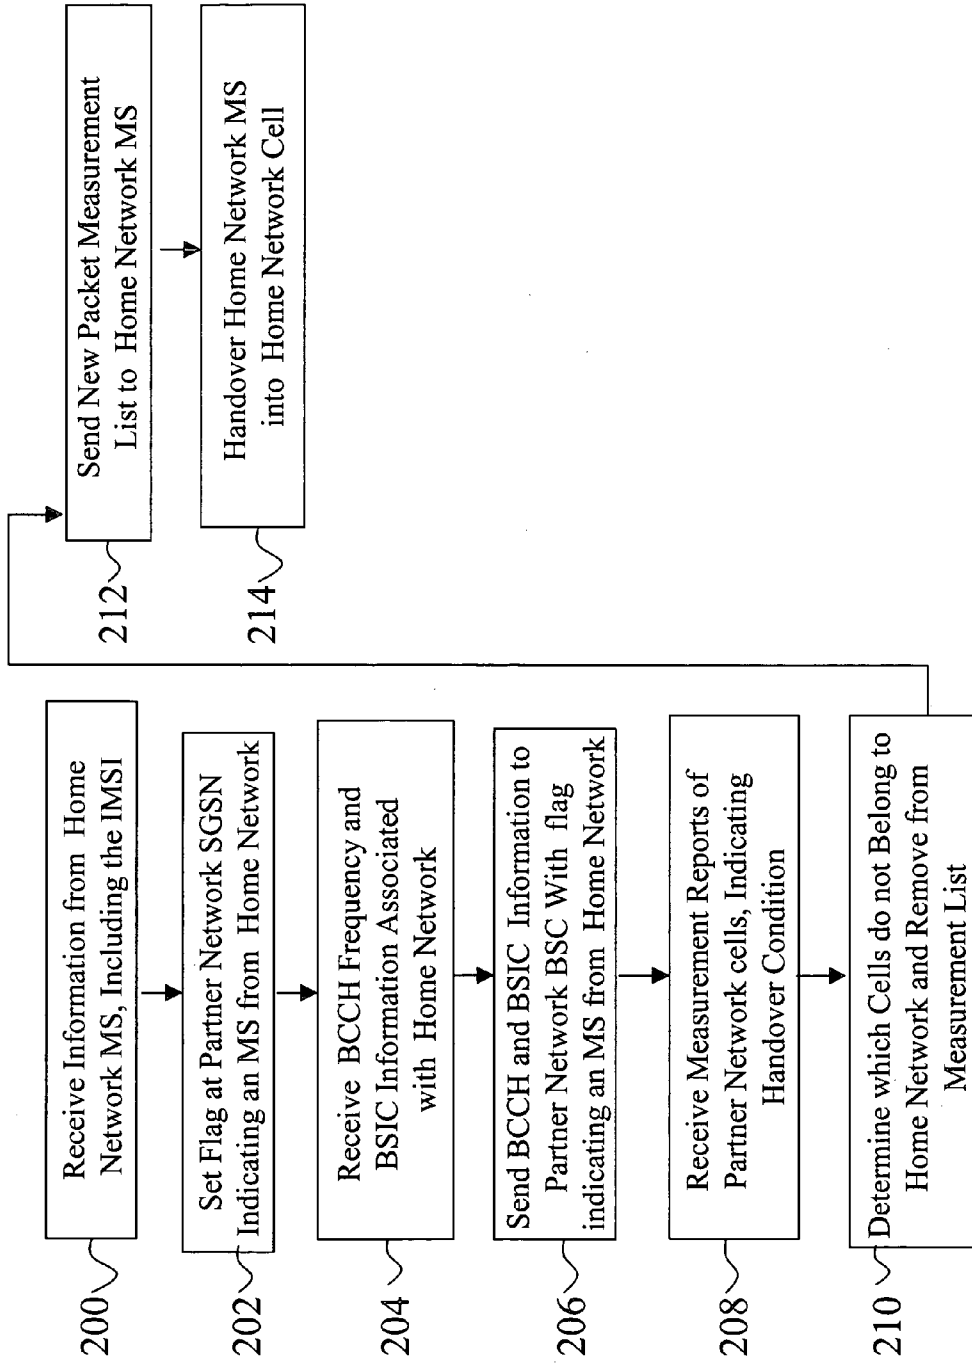 200
Receive Information from Home
Network MS, Including the IMSI
202
Set Flag at Partner Network SGSN
Indicating an MS from Home Network
204
Receive BCCH Frequency and
BSIC Information Associated
with Home Network
206
Send BCCH and BSIC Information to
Partner Network BSC With flag
indicating an MS from Home Network
208
Receive Measurement Reports of
Partner Network cells, Indicating
Handover Condition
210
Determine which Cells do not Belong to
Home Network and Remove from
Measurement List
212
Send New Packet Measurement
List to Home Network MS
214
Handover Home Network MS
into Home Network Cell